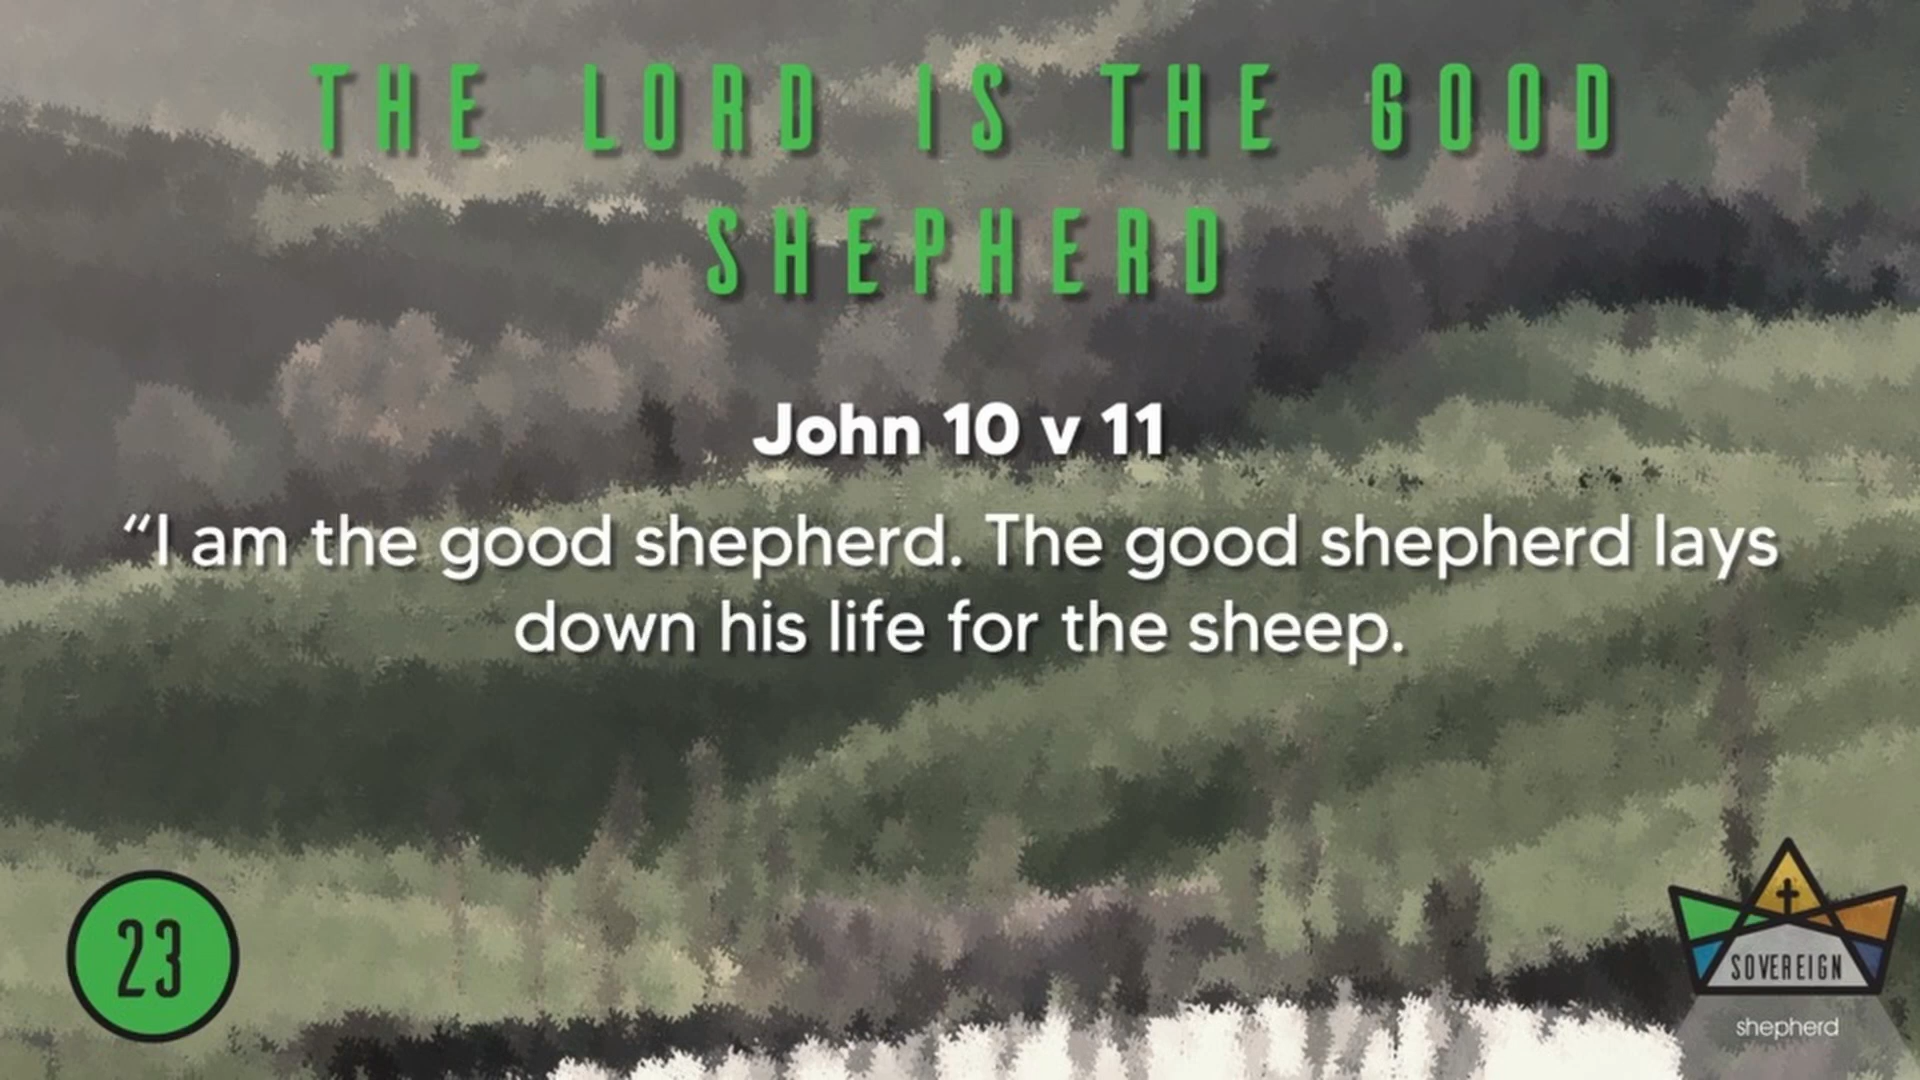 THE LORD IS THE GOOD
SHEPHERD
John 10 v 11
“I am the good shepherd. The good shepherd lays
down his life for the sheep.
23
SOVEREIGN
shepherd